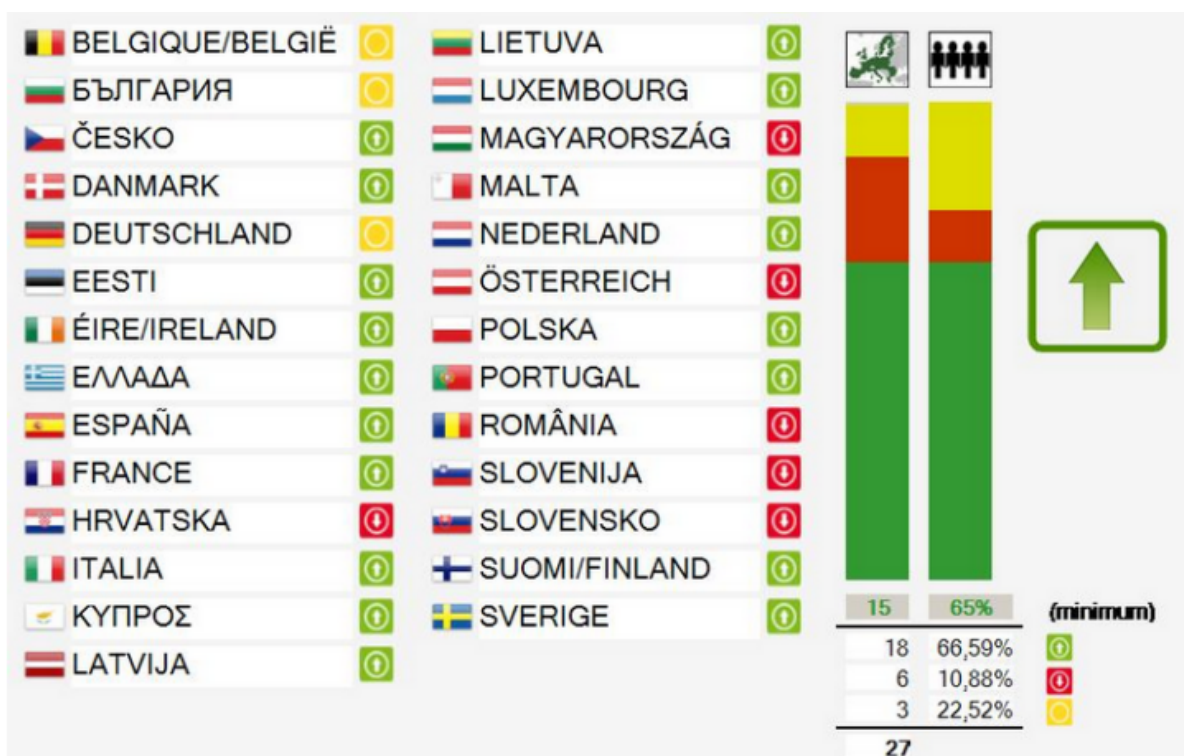 BELGIQUE/BELGIË
БЪЛГАРИЯ
ČESKO
DANMARK
DEUTSCHLAND
EESTI
ÉIRE/IRELAND
ΕΛΛΑΔΑ
ESPAÑA
FRANCE
HRVATSKA
ITALIA
ΚΥΠΡΟΣ
LATVIJA
LIETUVA
LUXEMBOURG
MAGYARORSZÁG
MALTA
NEDERLAND
ÖSTERREICH
POLSKA
PORTUGAL
ROMÂNIA
SLOVENIJA
SLOVENSKO
SUOMI/FINLAND
SVERIGE
15 65% (minimum)
18 66,59%
6 10,88%
3 22,52%
27